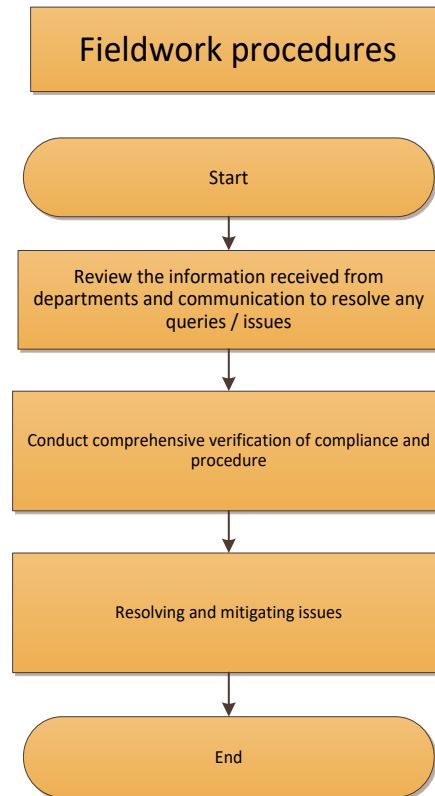 Fieldwork procedures
Start
Review the information received from
departments and communication to resolve any
queries / issues
Conduct comprehensive verification of compliance and
procedure
Resolving and mitigating issues
End